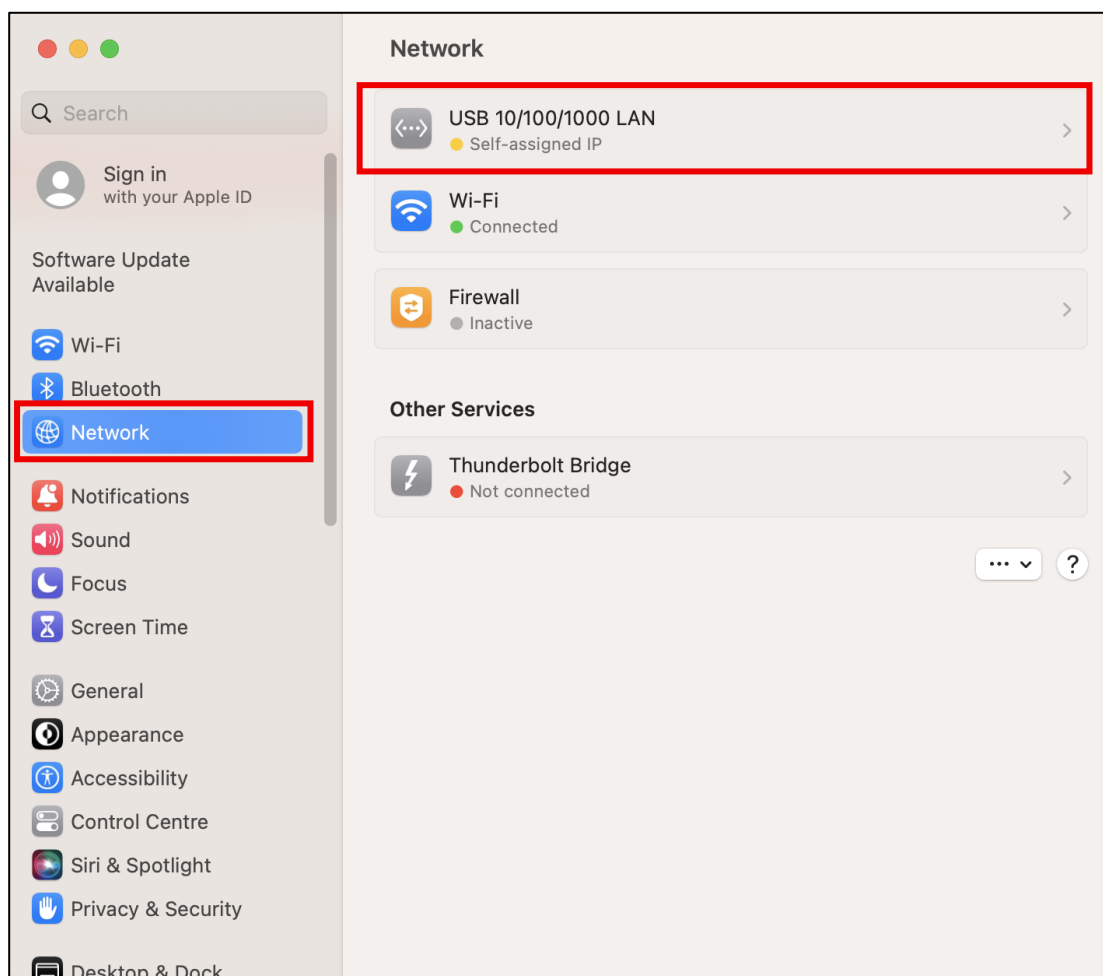 Search
Sign in
with your Apple ID
Software Update
Available
Wi-Fi
Bluetooth
Network
Notifications
Sound
Focus
Screen Time
General
Appearance
Accessibility
Control Centre
Siri & Spotlight
Privacy & Security
Desktop & Dock
Network
USB 10/100/1000 LAN
Self-assigned IP
Wi-Fi
Connected
Firewall
Inactive
Other Services
Thunderbolt Bridge
Not connected
?